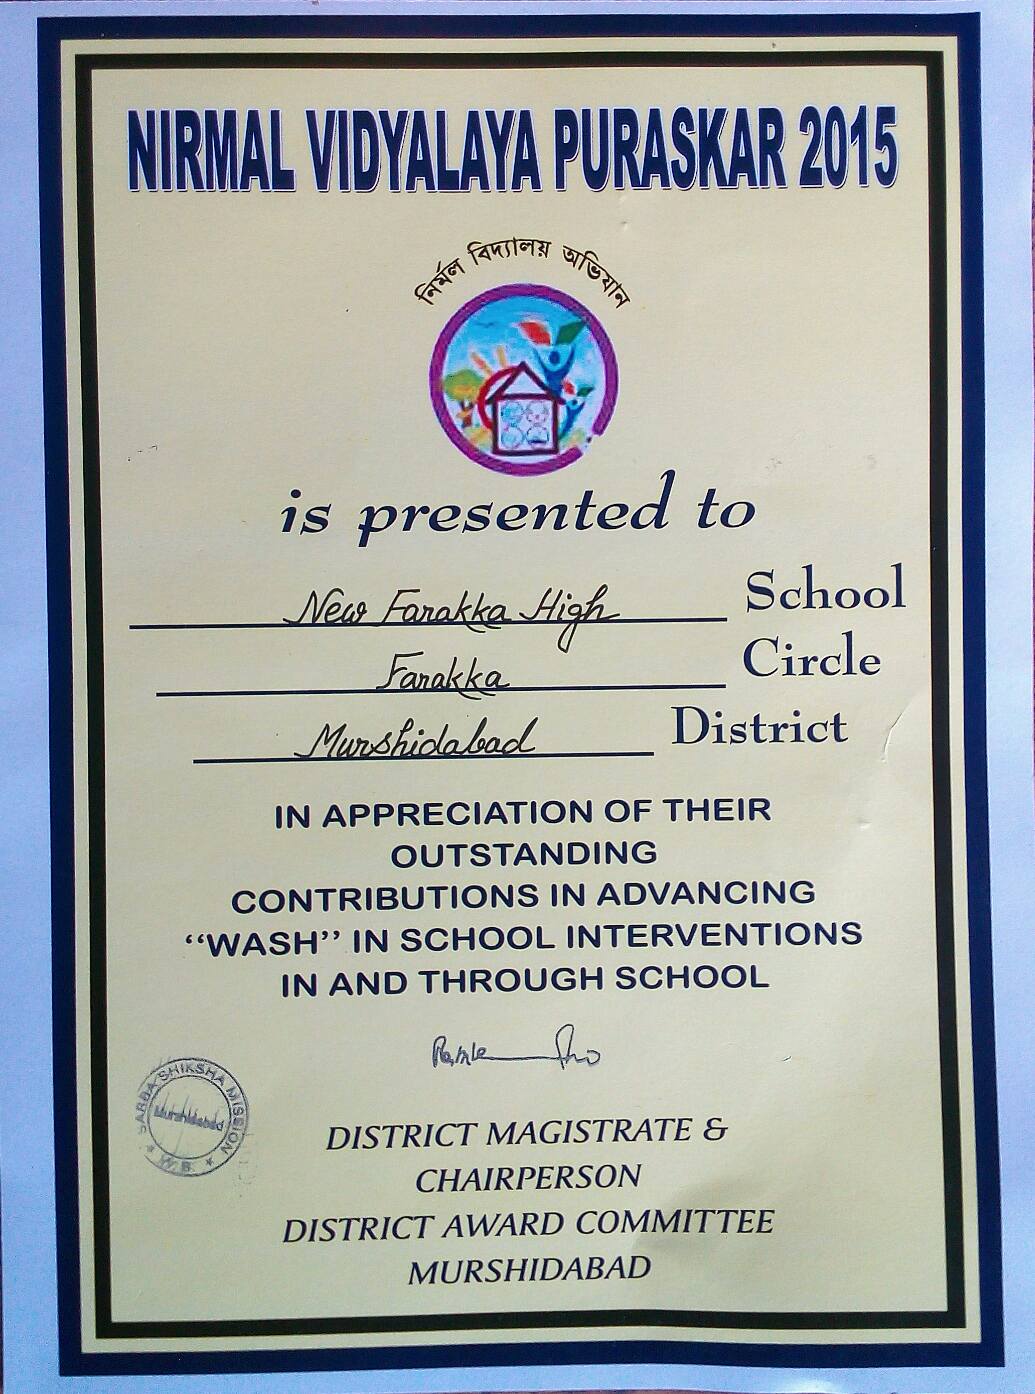 NIRMAL VIDYALAYA PURASKAR 2015
নির্মল বিদ্যালয় অভিযান
is presented to
New Farakka High School
Farakka Circle
Murshidabad District
IN APPRECIATION OF THEIR
OUTSTANDING
CONTRIBUTIONS IN ADVANCING
“WASH” IN SCHOOL INTERVENTIONS
IN AND THROUGH SCHOOL
SARBA SHIKSHA MISSION
Murshidabad
W.B.
DISTRICT MAGISTRATE &
CHAIRPERSON
DISTRICT AWARD COMMITTEE
MURSHIDABAD